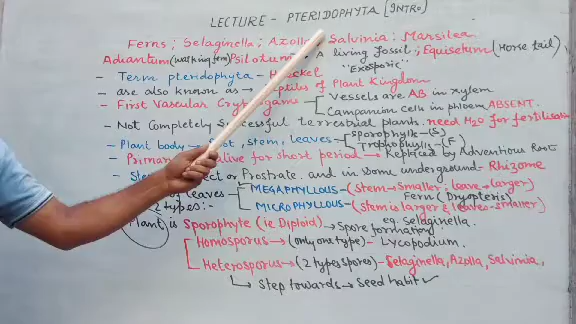 LECTURE - PTERIDOPHYTA [INTRO]
Ferns; Selaginella; Azolla; Salvinia; Marsilea
Adiantum (walking fern) Psilotum A living fossil; Equisetum (Horse tail),
"Exosporic"
- Term pteridophyta - Haeckel
- are also known as → Reptiles of Plant Kingdom
- First Vascular Cryptogams - Vessels are AB in xylem
Companion Cells in phloem ABSENT.
- Not Completely Successful terrestrial plants. need H2O for fertilisation
- Plant body → Root, Stem, leaves - Sporophylls - (S)
Trophophylls - (F)
- Primary alive for short period → Replaced by Adventious Root
- Erect or Prostrate. and in Some underground - Rhizome
leaves MEGAPHYLLOUS - (stem → Smaller; leave → larger)
Fern (Dryopteris)
2 types:- MICROPHYLLOUS - (stem is larger & leaves - smaller)
eg. Selaginella.
Plant is Sporophyte (ie Diploid) → Spore formation
Homosporus → (only one type) - Lycopodium.
Heterosporus → (2 types spores) - Selaginella, Azolla, Salvinia,
→ Step towards → Seed habit ✓